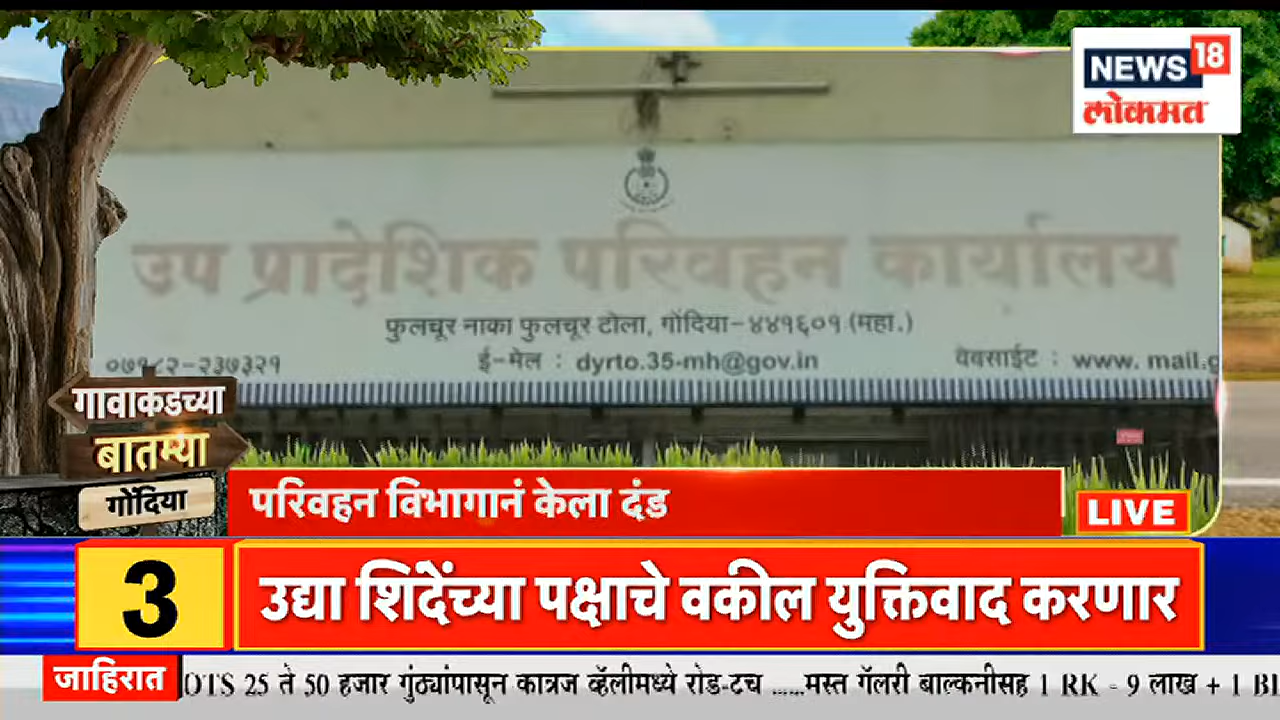 NEWS 18
लोकमत
उप प्रादेशिक परिवहन कार्यालय
फुलचूर नाका फुलचूर टोला, गोंदिया-४४१६०१ (महा.)
०७१८२-२३७३२१ ई-मेल : dyrto.35-mh@gov.in वेबसाईट : www. mail.g
गावाकडच्या
बातम्या
गोंदिया
परिवहन विभागानं केला दंड
LIVE
3 उद्या शिंदेंच्या पक्षाचे वकील युक्तिवाद करणार
जाहिरात OTS 25 ते 50 हजार गुंठ्यांपासून कात्रज व्हॅलीमध्ये रोड-टच ......मस्त गॅलरी बाल्कनीसह 1 RK - 9 लाख + 1 BI